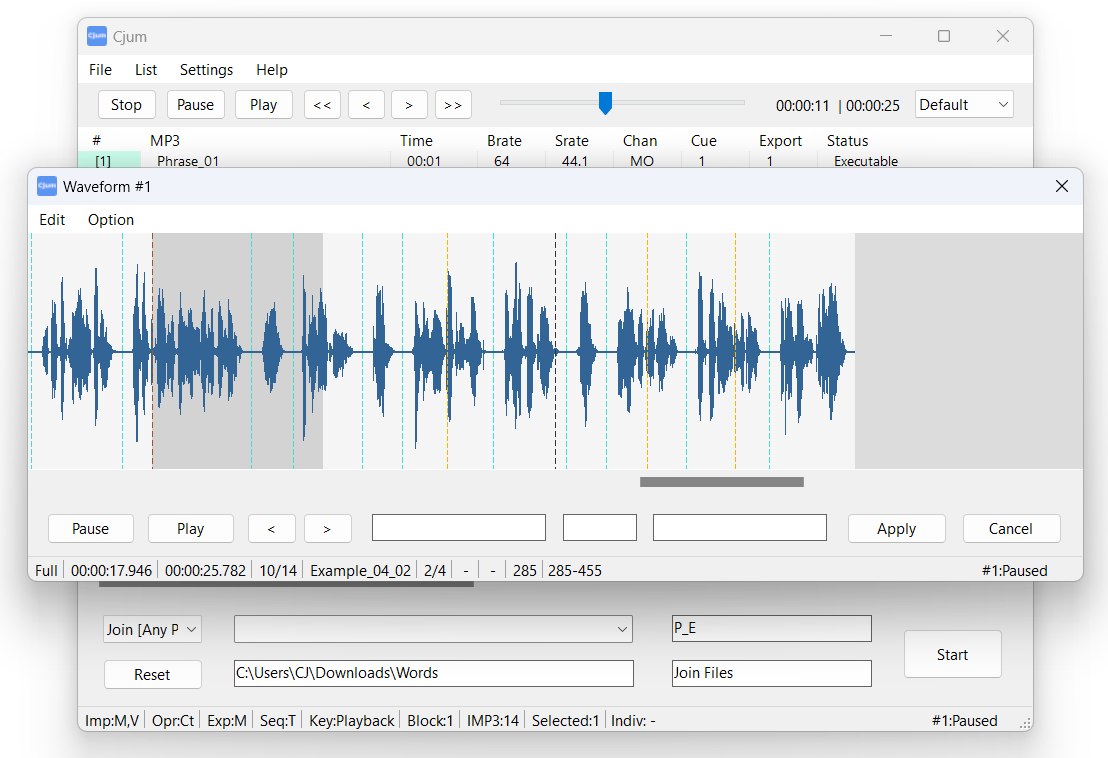 Cjum Cjum
File List Settings Help
Stop Pause Play << < > >> 00:00:11 | 00:00:25 Default
# MP3 Time Brate Srate Chan Cue Export Status
[1] Phrase_01 00:01 64 44.1 MO 1 1 Executable
Cjum Waveform #1
Edit Option
Pause Play < > Apply Cancel
Full 00:00:17.946 00:00:25.782 10/14 Example_04_02 2/4 - - 285 285-455 #1:Paused
Join [Any P P_E
Start
Reset C:\Users\CJ\Downloads\Words Join Files
Imp:M,V Opr:Ct Exp:M Seq:T Key:Playback Block:1 IMP3:14 Selected:1 Indiv: - #1:Paused